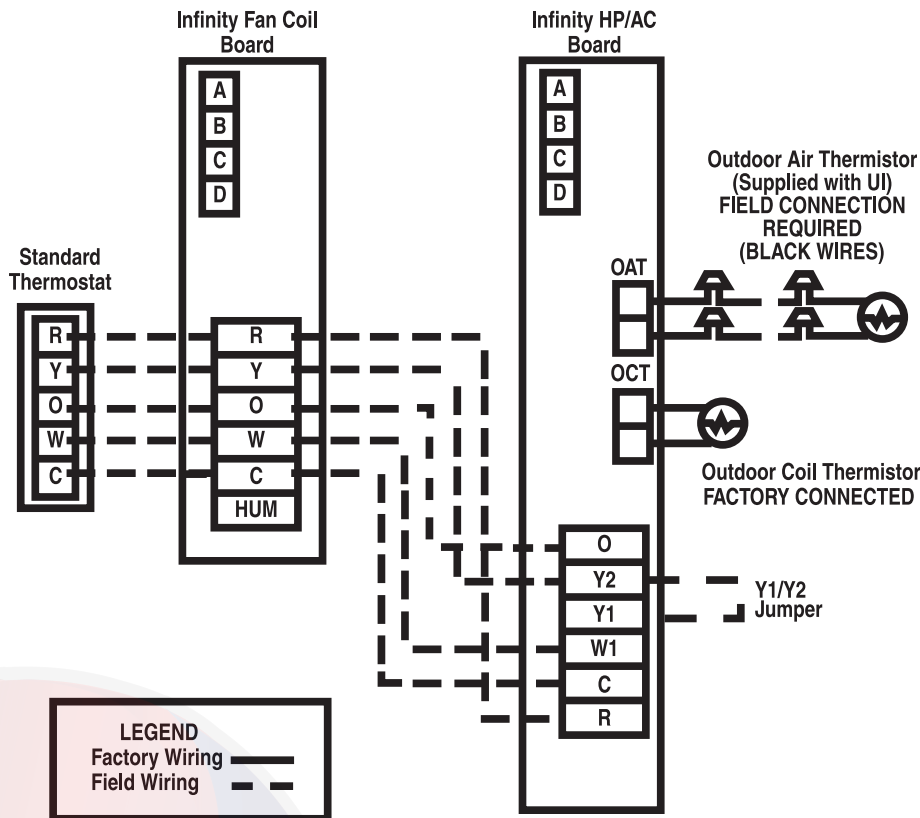 Infinity Fan Coil
Board
Infinity HP/AC
Board
A
B
C
D
A
B
C
D
Outdoor Air Thermistor
(Supplied with UI)
FIELD CONNECTION
REQUIRED
(BLACK WIRES)
Standard
Thermostat
OAT
R
Y
O
W
C
R
Y
O
W
C
HUM
OCT
Outdoor Coil Thermistor
FACTORY CONNECTED
O
Y2
Y1
W1
C
R
Y1/Y2
Jumper
LEGEND
Factory Wiring
Field Wiring